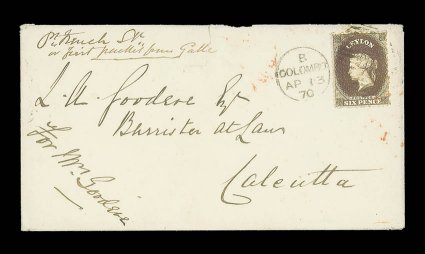 pr French Str
or first packet from Galle
CEYLON
SIX PENCE
B
COLOMBO
AP 13
70
L. A. Goodeve Esq
Barrister at Law
Calcutta
For Mrs Goodeve